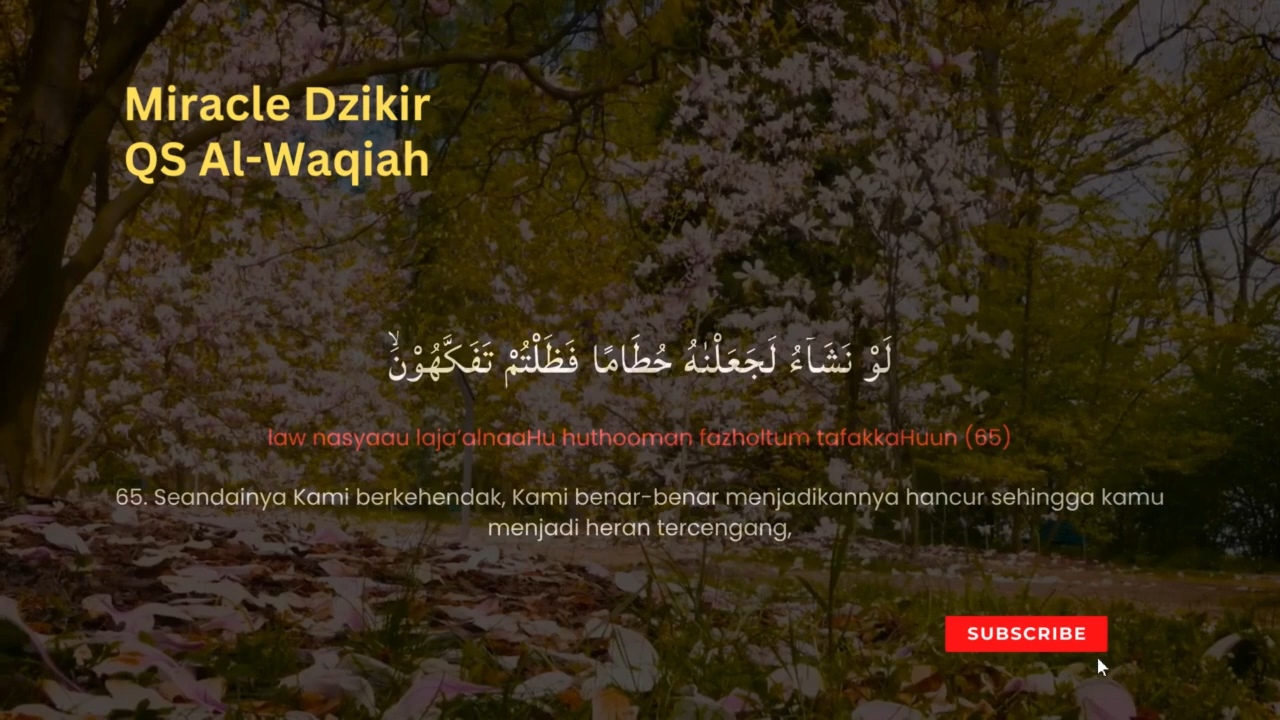 Miracle Dzikir
QS Al-Waqiah
لَوْ نَشَاۤءُ لَجَعَلْنٰهُ حُطَامًا فَظَلْتُمْ تَفَكَّهُوْنَۙ
law nasyaau laja’alnaaHu huthooman fazholtum tafakkaHuun (65)
65. Seandainya Kami berkehendak, Kami benar-benar menjadikannya hancur sehingga kamu
menjadi heran tercengang,
SUBSCRIBE